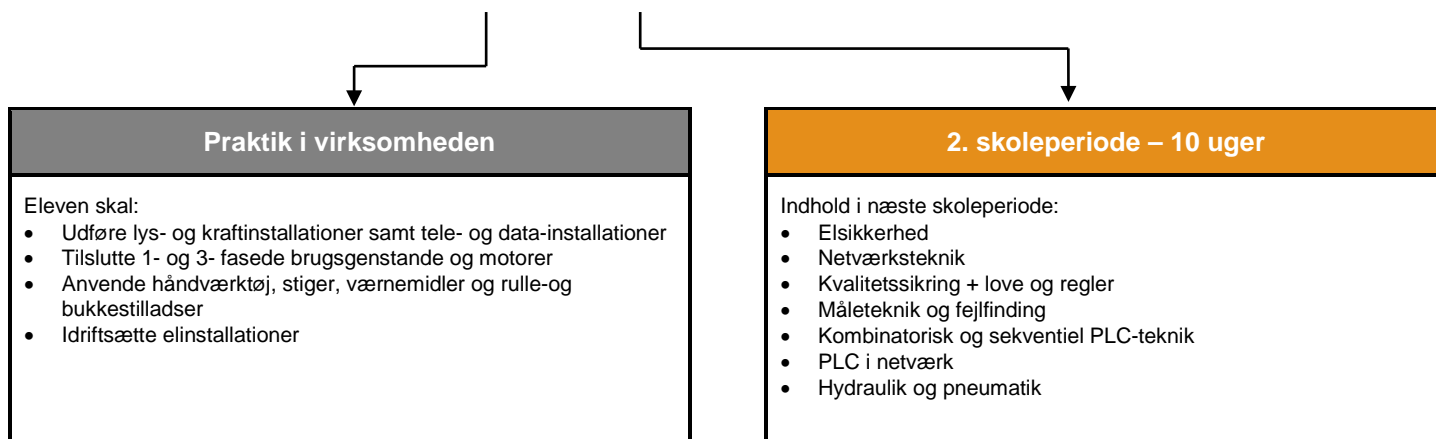 Praktik i virksomheden
Eleven skal:
• Udføre lys- og kraftinstallationer samt tele- og data-installationer
• Tilslutte 1- og 3- fasede brugsgenstande og motorer
• Anvende håndværktøj, stiger, værnemidler og rulle-og
bukkestilladser
• Idriftsætte elinstallationer
2. skoleperiode – 10 uger
Indhold i næste skoleperiode:
• Elsikkerhed
• Netværksteknik
• Kvalitetssikring + love og regler
• Måleteknik og fejlfinding
• Kombinatorisk og sekventiel PLC-teknik
• PLC i netværk
• Hydraulik og pneumatik